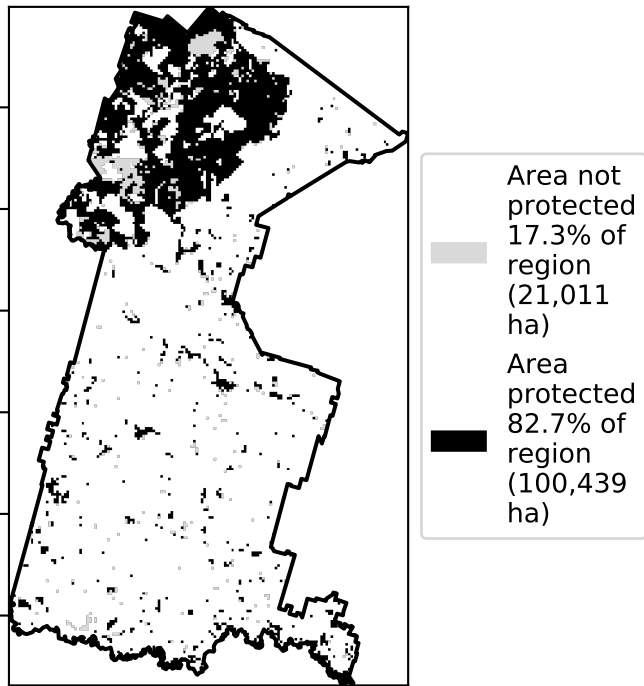 Area not
protected
17.3% of
region
(21,011
ha)
Area
protected
82.7% of
region
(100,439
ha)